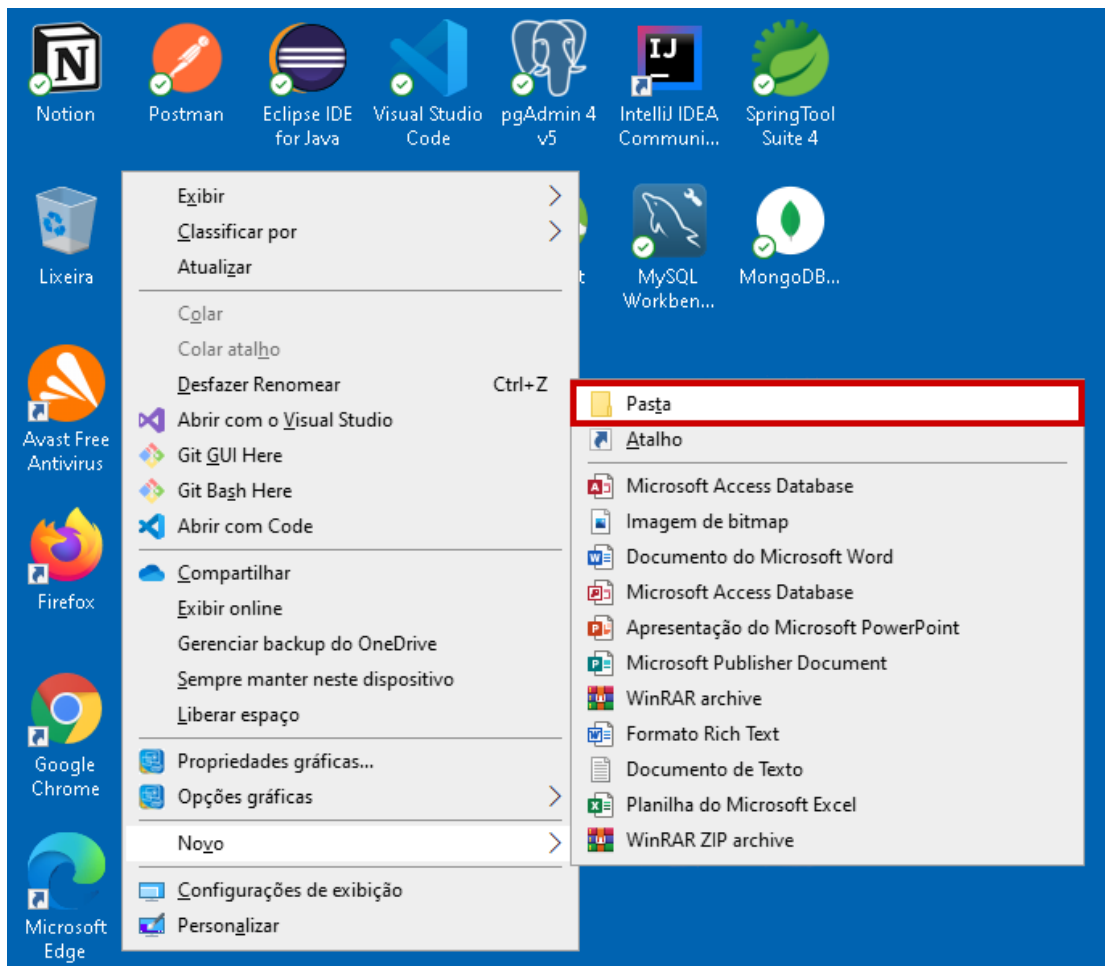 Notion
Postman
Eclipse IDE
for Java
Visual Studio
Code
pgAdmin 4
v5
IntelliJ IDEA
Communi...
SpringTool
Suite 4
Lixeira
t
MySQL
Workben...
MongoDB...
Avast Free
Antivirus
Firefox
Google
Chrome
Microsoft
Edge
Exibir
Classificar por
Atualizar
Colar
Colar atalho
Desfazer Renomear Ctrl+Z
Abrir com o Visual Studio
Git GUI Here
Git Bash Here
Abrir com Code
Compartilhar
Exibir online
Gerenciar backup do OneDrive
Sempre manter neste dispositivo
Liberar espaço
Propriedades gráficas...
Opções gráficas
Novo
Configurações de exibição
Personalizar
Pasta
Atalho
Microsoft Access Database
Imagem de bitmap
Documento do Microsoft Word
Microsoft Access Database
Apresentação do Microsoft PowerPoint
Microsoft Publisher Document
WinRAR archive
Formato Rich Text
Documento de Texto
Planilha do Microsoft Excel
WinRAR ZIP archive